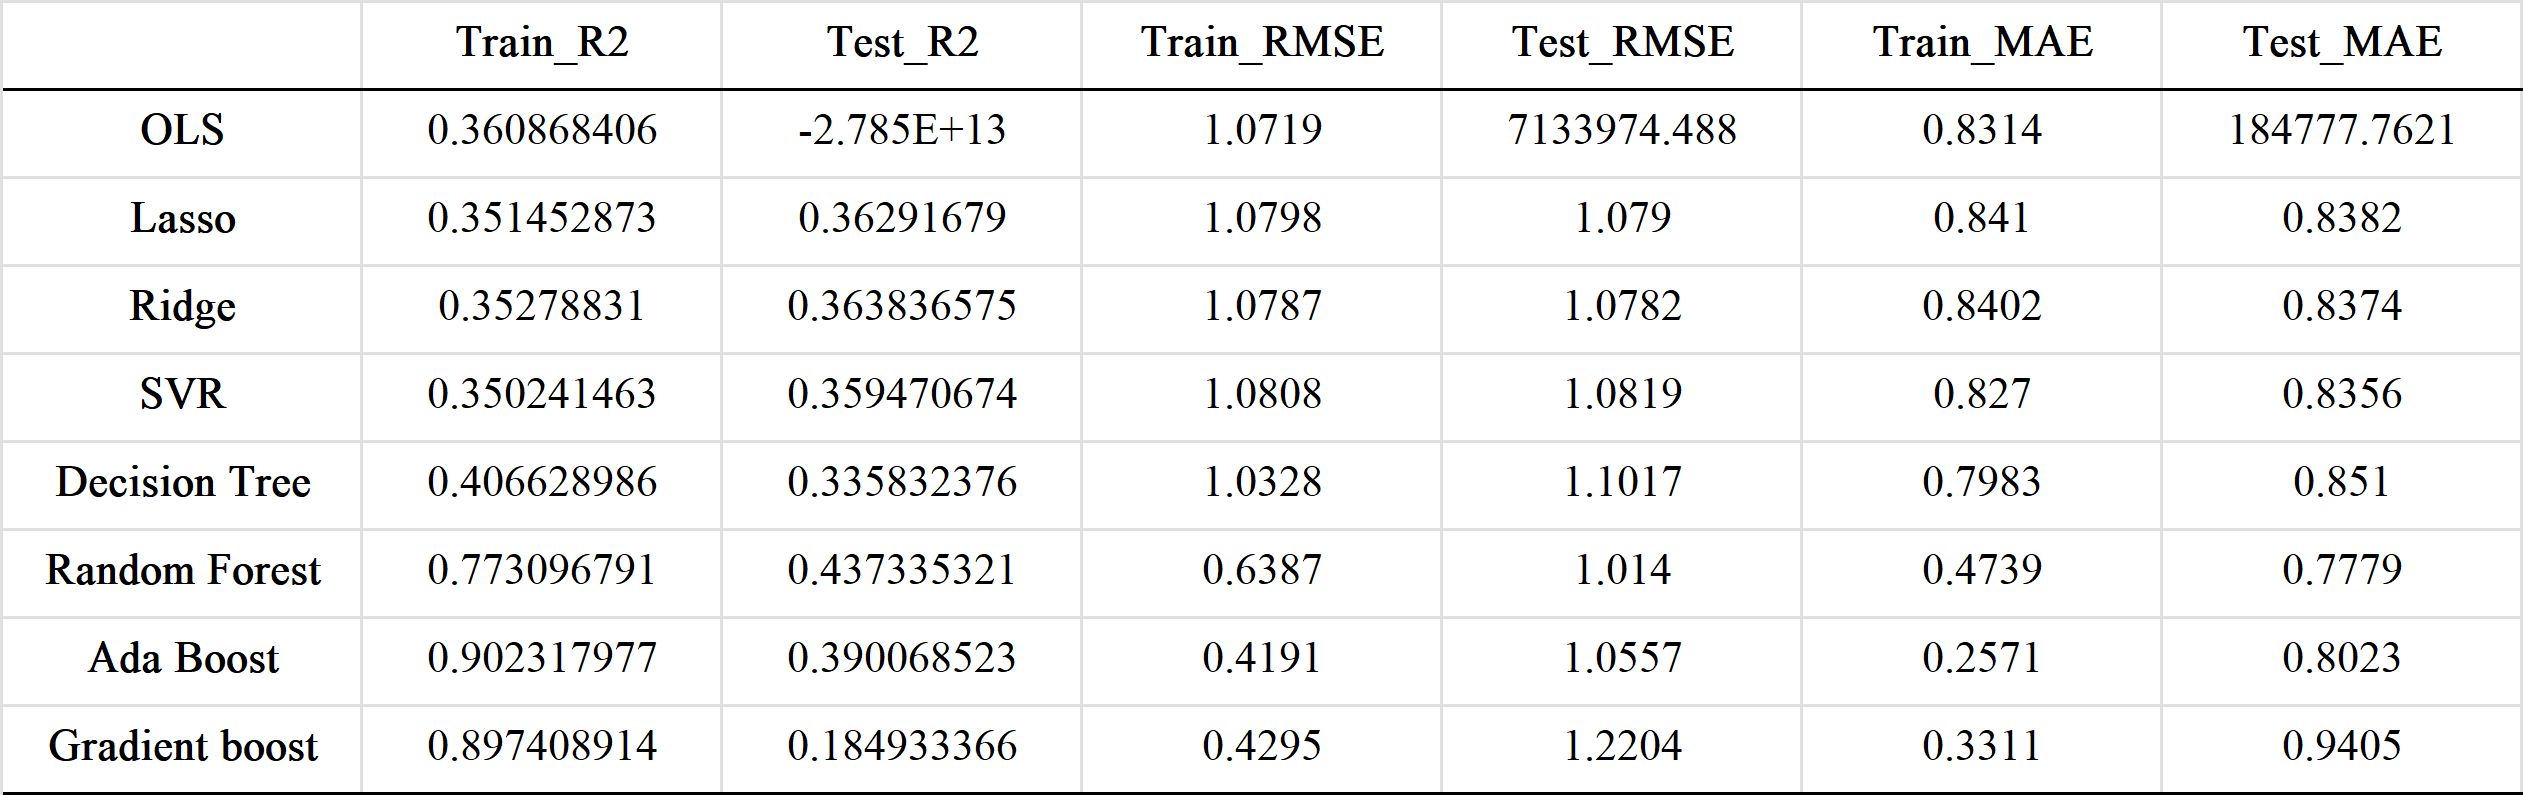 Train_R2 Test_R2 Train_RMSE Test_RMSE Train_MAE Test_MAE
OLS 0.360868406 -2.785E+13 1.0719 7133974.488 0.8314 184777.7621
Lasso 0.351452873 0.36291679 1.0798 1.079 0.841 0.8382
Ridge 0.35278831 0.363836575 1.0787 1.0782 0.8402 0.8374
SVR 0.350241463 0.359470674 1.0808 1.0819 0.827 0.8356
Decision Tree 0.406628986 0.335832376 1.0328 1.1017 0.7983 0.851
Random Forest 0.773096791 0.437335321 0.6387 1.014 0.4739 0.7779
Ada Boost 0.902317977 0.390068523 0.4191 1.0557 0.2571 0.8023
Gradient boost 0.897408914 0.184933366 0.4295 1.2204 0.3311 0.9405